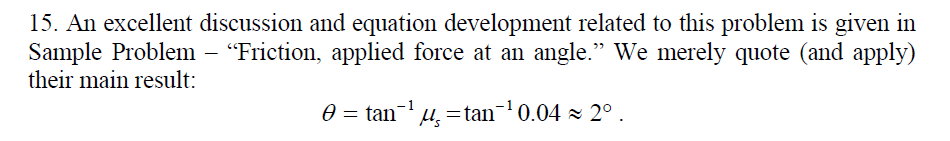 15. An excellent discussion and equation development related to this problem is given in
Sample Problem – “Friction, applied force at an angle.” We merely quote (and apply)
their main result:
θ = tan⁻¹ μₛ = tan⁻¹ 0.04 ≈ 2° .